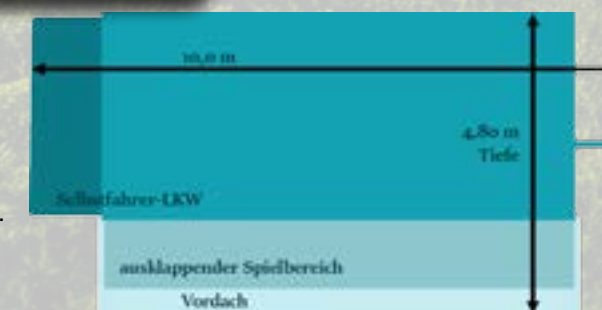 10,0 m
4,80 m
Tiefe
Selbstfahrer-LKW
ausklappender Spielbereich
Vordach